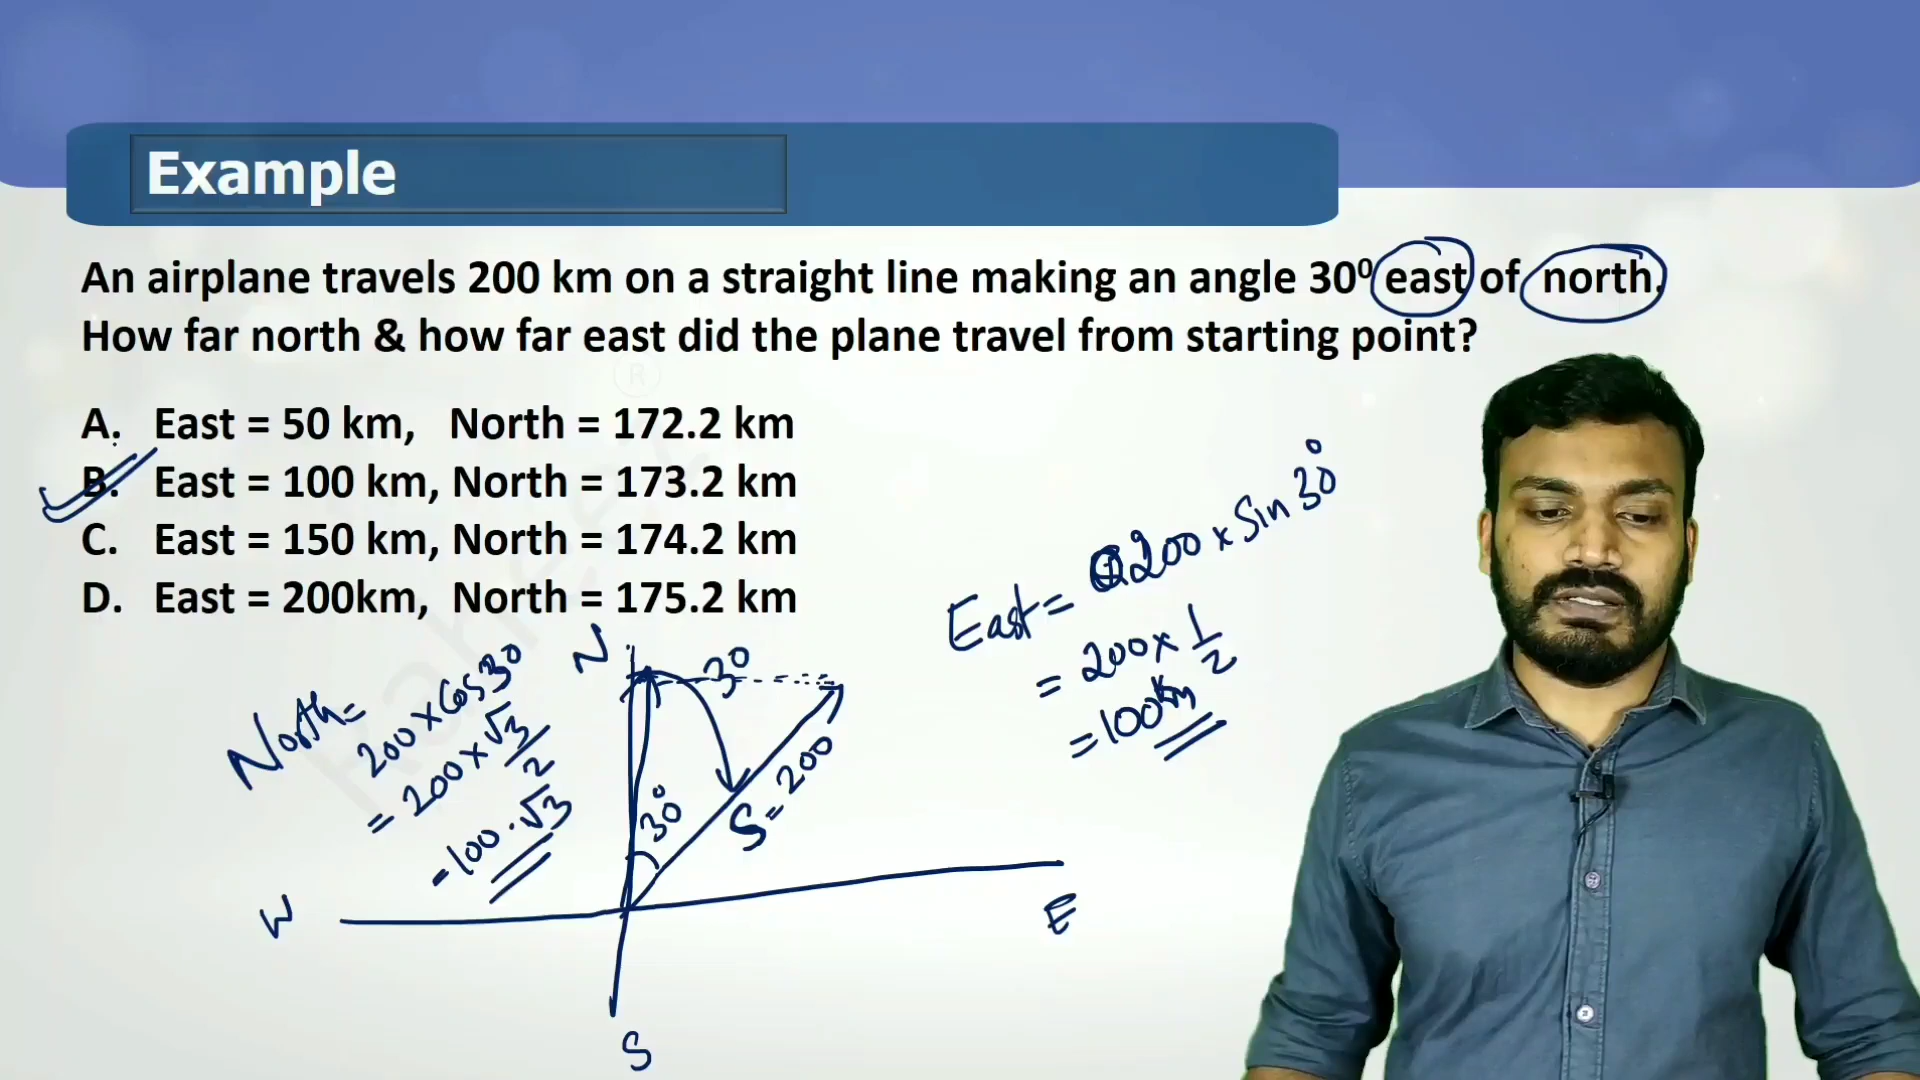 Example
An airplane travels 200 km on a straight line making an angle 30⁰ east of north.
How far north & how far east did the plane travel from starting point?
A. East = 50 km, North = 172.2 km
B. East = 100 km, North = 173.2 km
C. East = 150 km, North = 174.2 km
D. East = 200km, North = 175.2 km
East = 200 × Sin 30°
= 200 × 1/2
= 100 km
North =
200 × Cos 30
= 200 × √3/2
= 100 · √3
N
30
30°
S = 200
W
E
S